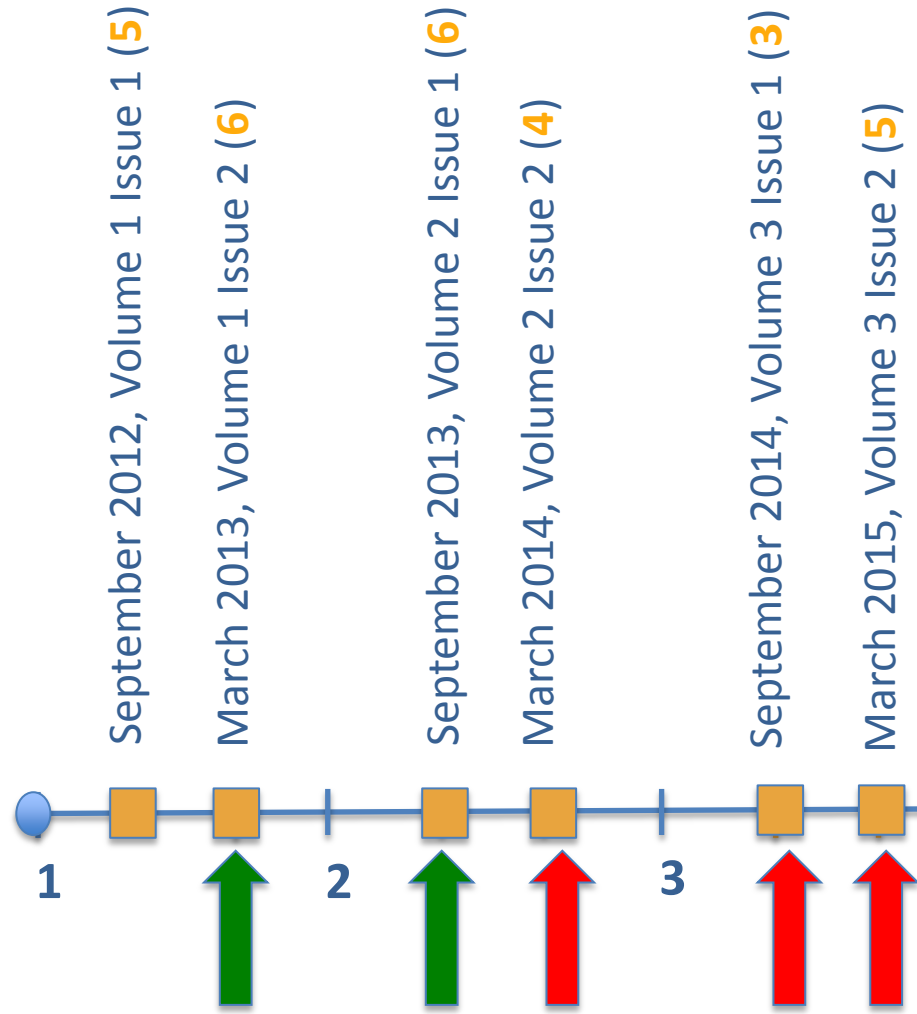 September 2012, Volume 1 Issue 1 (5)
March 2013, Volume 1 Issue 2 (6)
September 2013, Volume 2 Issue 1 (6)
March 2014, Volume 2 Issue 2 (4)
September 2014, Volume 3 Issue 1 (3)
March 2015, Volume 3 Issue 2 (5)
1
2
3